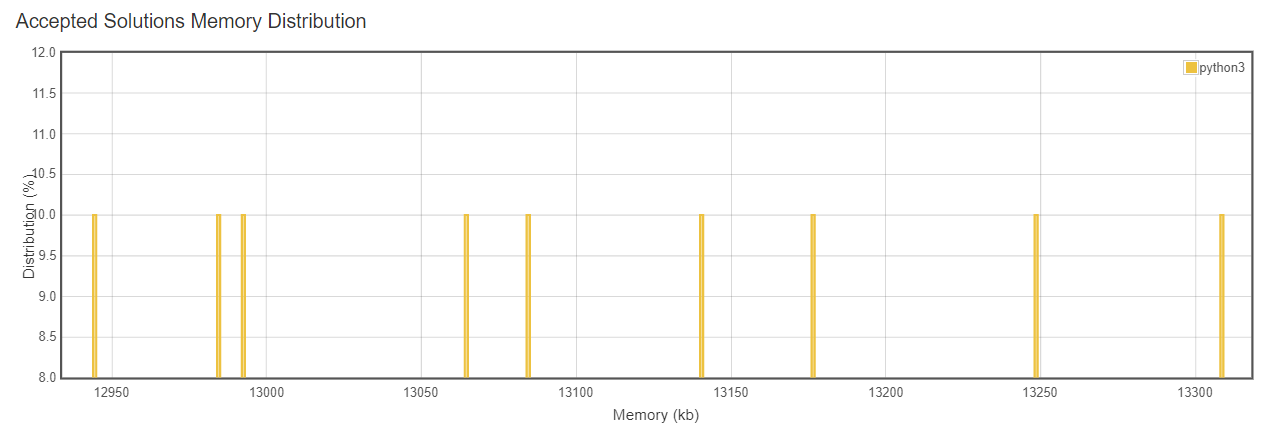 Accepted Solutions Memory Distribution
12.0
python3
11.5
11.0
10.5
Distribution (%)
10.0
9.5
9.0
8.5
8.0
12950 13000 13050 13100 13150 13200 13250 13300
Memory (kb)